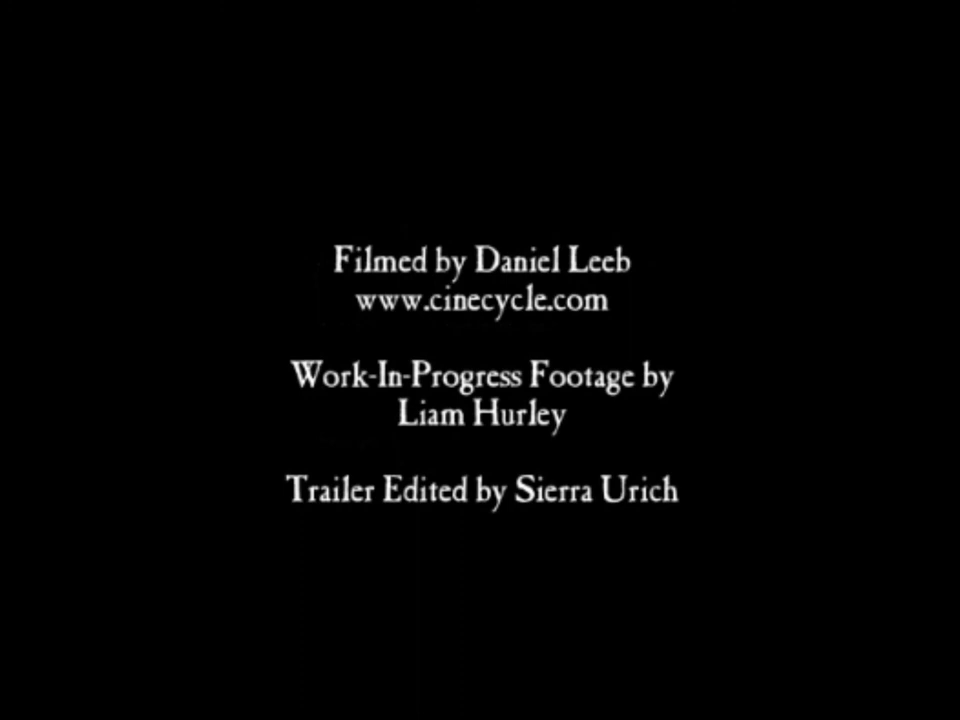 Filmed by Daniel Leeb
www.cinecycle.com
Work-In-Progress Footage by
Liam Hurley
Trailer Edited by Sierra Urich